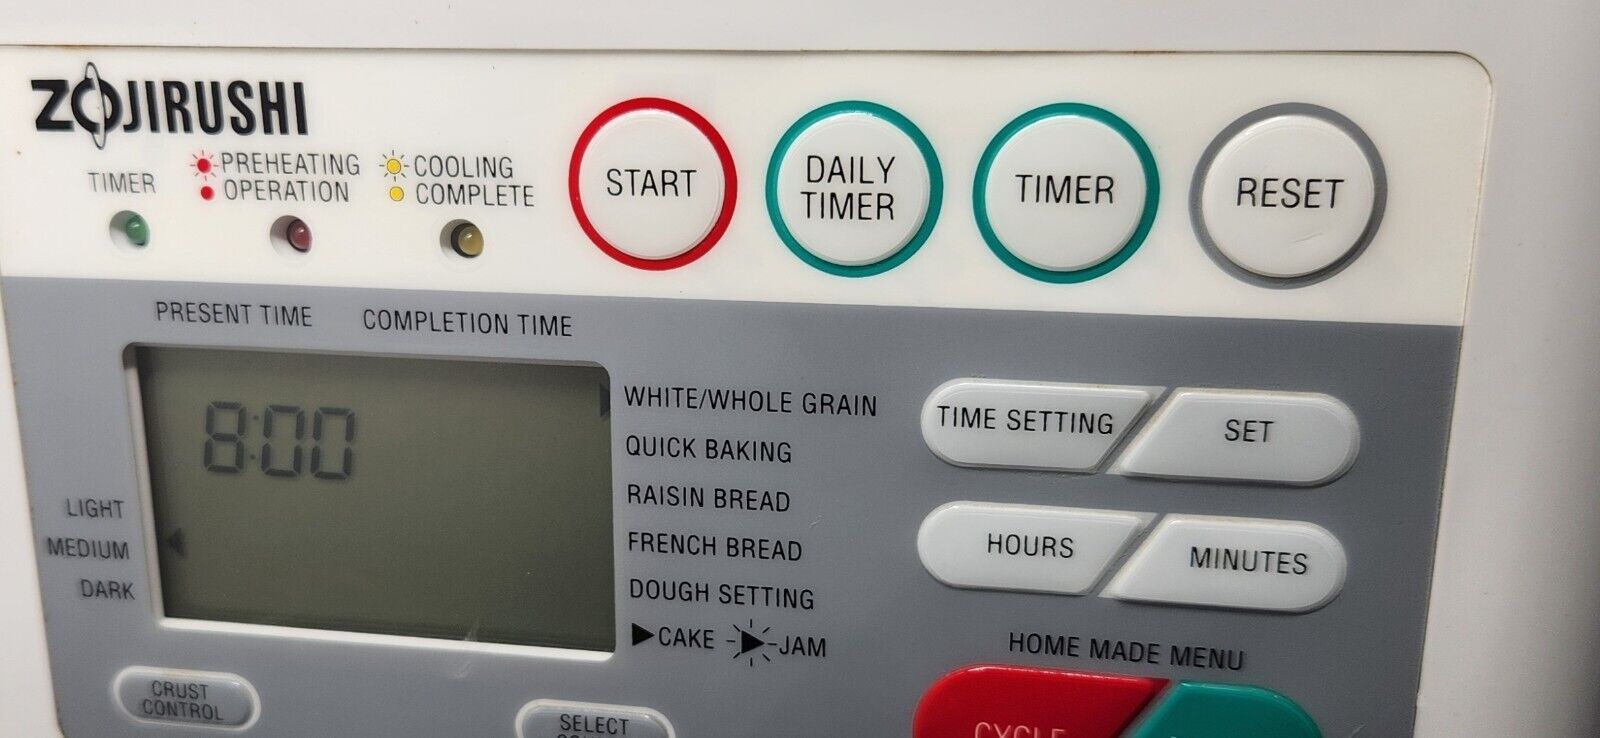 ZOJIRUSHI
TIMER
PREHEATING
OPERATION
COOLING
COMPLETE
START
DAILY
TIMER
TIMER
RESET
PRESENT TIME
COMPLETION TIME
8:00
LIGHT
MEDIUM
DARK
WHITE/WHOLE GRAIN
QUICK BAKING
RAISIN BREAD
FRENCH BREAD
DOUGH SETTING
CAKE
JAM
TIME SETTING
SET
HOURS
MINUTES
HOME MADE MENU
CRUST
CONTROL
SELECT
CYCLE